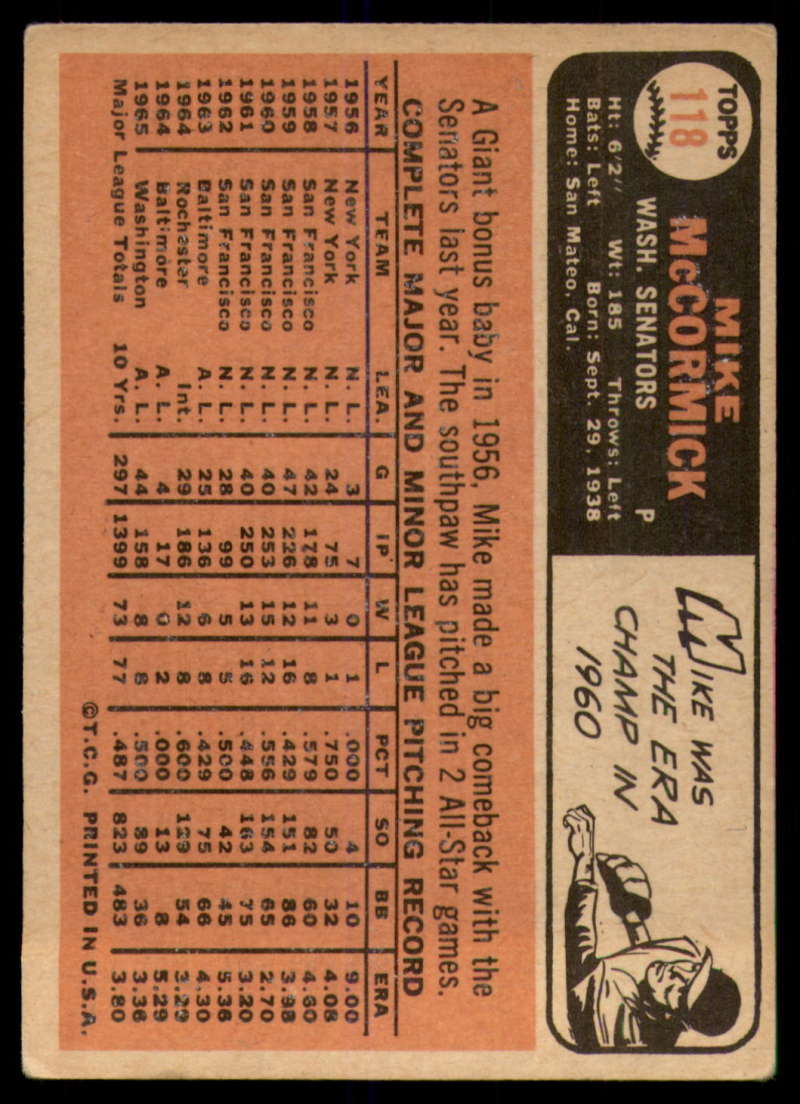 TOPPS
118
MIKE
McCORMICK
WASH. SENATORS P
Ht: 6'2" Wt: 185 Throws: Left
Bats: Left Born: Sept. 29, 1938
Home: San Mateo, Cal.
MIKE WAS
THE ERA
CHAMP IN
1960
A Giant bonus baby in 1956, Mike made a big comeback with the
Senators last year. The southpaw has pitched in 2 All-Star games.
COMPLETE MAJOR AND MINOR LEAGUE PITCHING RECORD
YEAR TEAM LEA. G IP W L PCT SO BB ERA
1956 New York N. L. 3 7 0 1 .000 4 10 9.00
1957 New York N. L. 24 75 3 1 .750 50 32 4.08
1958 San Francisco N. L. 42 178 11 8 .579 82 60 4.60
1959 San Francisco N. L. 47 226 12 16 .429 151 86 3.98
1960 San Francisco N. L. 40 253 15 12 .556 154 65 2.70
1961 San Francisco N. L. 40 250 13 16 .448 163 75 3.20
1962 San Francisco N. L. 28 99 5 5 .500 42 45 5.36
1963 Baltimore A. L. 25 136 6 8 .429 75 66 4.30
1964 Rochester Int. 29 186 12 8 .600 129 54 3.29
1964 Baltimore A. L. 4 17 0 2 .000 13 8 5.29
1965 Washington A. L. 44 158 8 8 .500 89 36 3.36
Major League Totals 10 Yrs. 297 1399 73 77 .487 823 483 3.80
©T.C.G. PRINTED IN U.S.A.